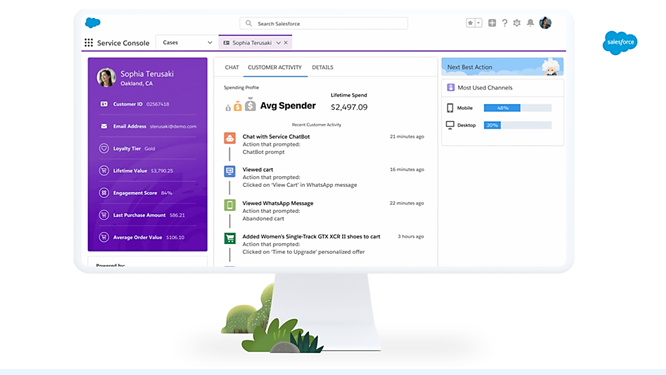 Search Salesforce
salesforce
Service Console
Cases
Sophia Terusaki
Sophia Terusaki
Oakland, CA
Customer ID 02567418
Email Address sterusaki@demo.com
Loyalty Tier Gold
Lifetime Value $3,790.25
Engagement Score 84%
Last Purchase Amount $86.21
Average Order Value $106.10
CHAT CUSTOMER ACTIVITY DETAILS
Spending Profile
Avg Spender
Lifetime Spend
$2,497.09
Recent Customer Activity
Chat with Service ChatBot 21 minutes ago
Action that prompted:
ChatBot prompt
Viewed cart 16 minutes ago
Action that prompted:
Clicked on 'View Cart' in WhatsApp message
Viewed WhatsApp Message 22 minutes ago
Action that prompted:
Abandoned cart
Added Women's Single-Track GTX XCR II shoes to cart 3 hours ago
Action that prompted:
Clicked on 'Time to Upgrade' personalized offer
Next Best Action
Most Used Channels
Mobile 48%
Desktop 20%